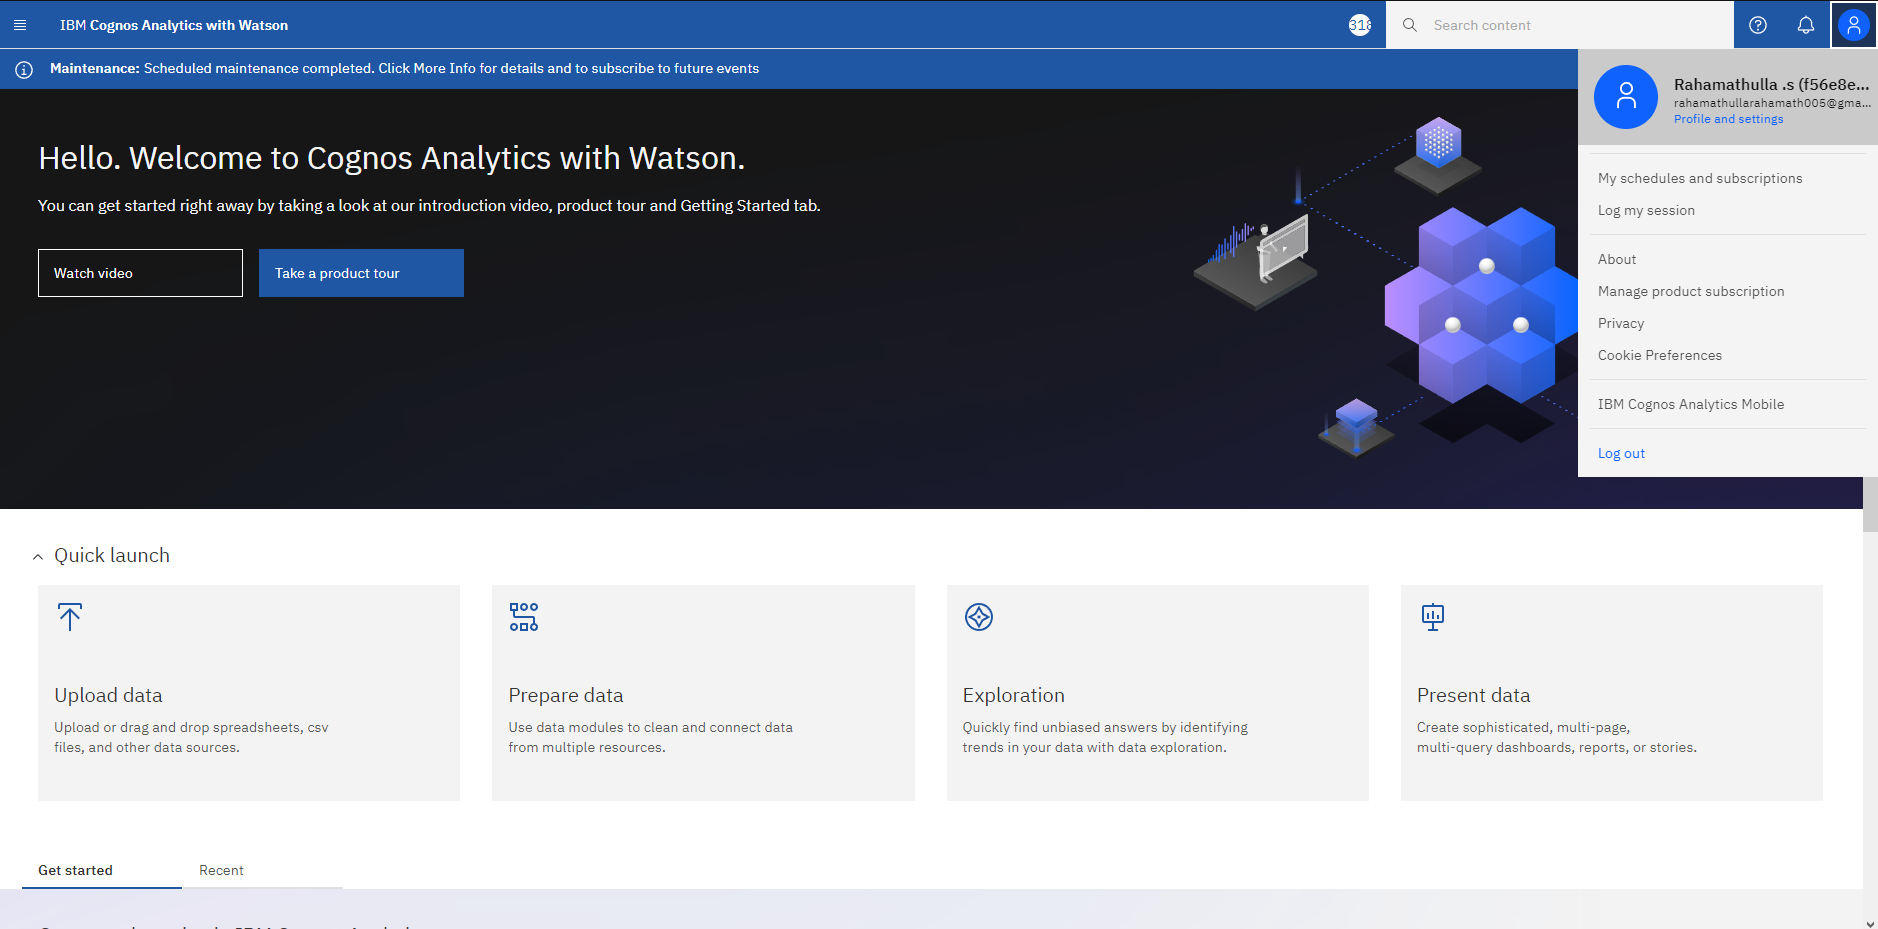 IBM Cognos Analytics with Watson
318
Search content
Maintenance: Scheduled maintenance completed. Click More Info for details and to subscribe to future events
Hello. Welcome to Cognos Analytics with Watson.
You can get started right away by taking a look at our introduction video, product tour and Getting Started tab.
Watch video
Take a product tour
Rahamathulla .s (f56e8e...
rahamathullarahamath005@gma...
Profile and settings
My schedules and subscriptions
Log my session
About
Manage product subscription
Privacy
Cookie Preferences
IBM Cognos Analytics Mobile
Log out
Quick launch
Upload data
Upload or drag and drop spreadsheets, csv
files, and other data sources.
Prepare data
Use data modules to clean and connect data
from multiple resources.
Exploration
Quickly find unbiased answers by identifying
trends in your data with data exploration.
Present data
Create sophisticated, multi-page,
multi-query dashboards, reports, or stories.
Get started
Recent